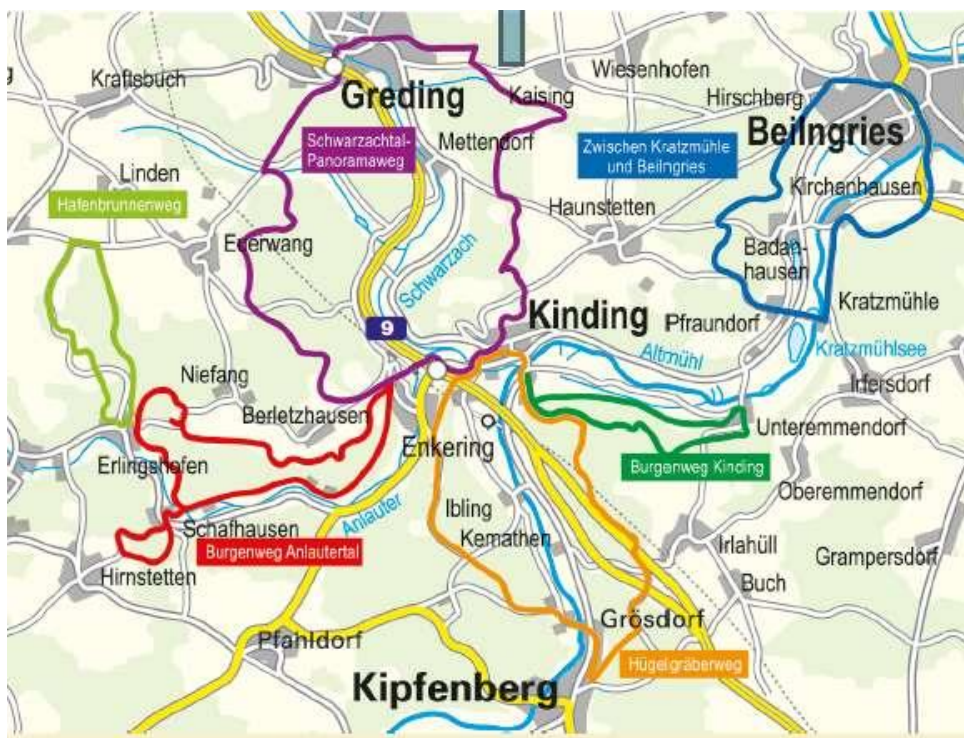 Kraftsbuch
Greding
Wiesenhofen
Kaising
Hirschberg
Beilngries
Schwarzachtal-
Panoramaweg
Mettendorf
Zwischen Kratzmühle
und Beilngries
Linden
Hafenbrunnenweg
Kirchanhausen
Haunstetten
Egerwang
Badan-
hausen
Schwarzach
Kinding
Kratzmühle
9
Pfraundorf
Altmühl
Kratzmühlsee
Niefang
Irfersdorf
Berletzhausen
Unteremmendorf
Enkering
Erlingshofen
Burgenweg Kinding
Oberemmendorf
Anlauter
Ibling
Schafhausen
Kemathen
Irlahüll
Burgenweg Anlautertal
Grampersdorf
Hirnstetten
Buch
Grösdorf
Pfahldorf
Hügelgräberweg
Kipfenberg